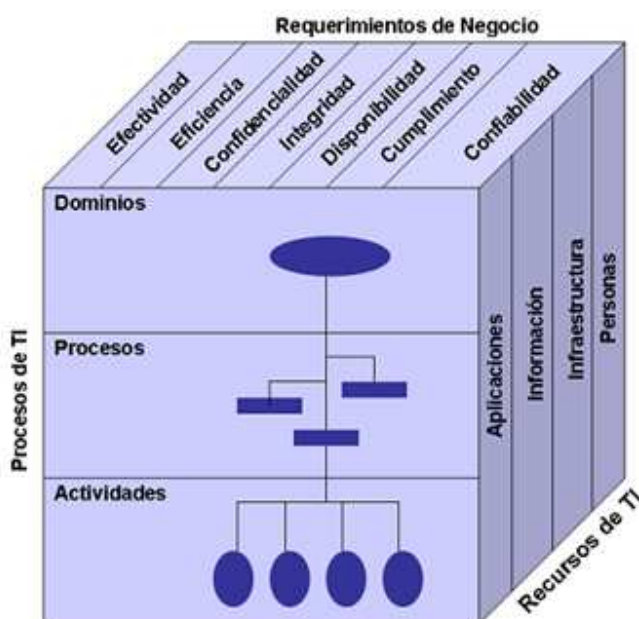 Requerimientos de Negocio
Efectividad
Eficiencia
Confidencialidad
Integridad
Disponibilidad
Cumplimiento
Confiabilidad
Dominios
Procesos
Actividades
Procesos de TI
Aplicaciones
Información
Infraestructura
Personas
Recursos de TI